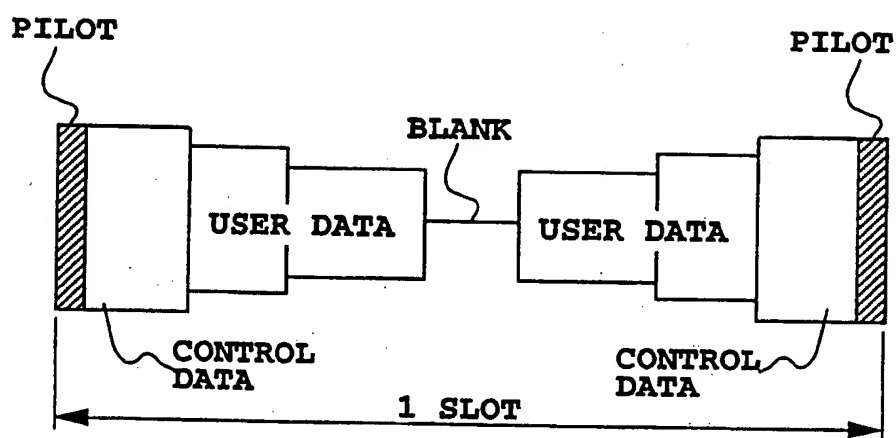 PILOT
PILOT
BLANK
USER DATA
USER DATA
CONTROL
DATA
CONTROL
DATA
1 SLOT